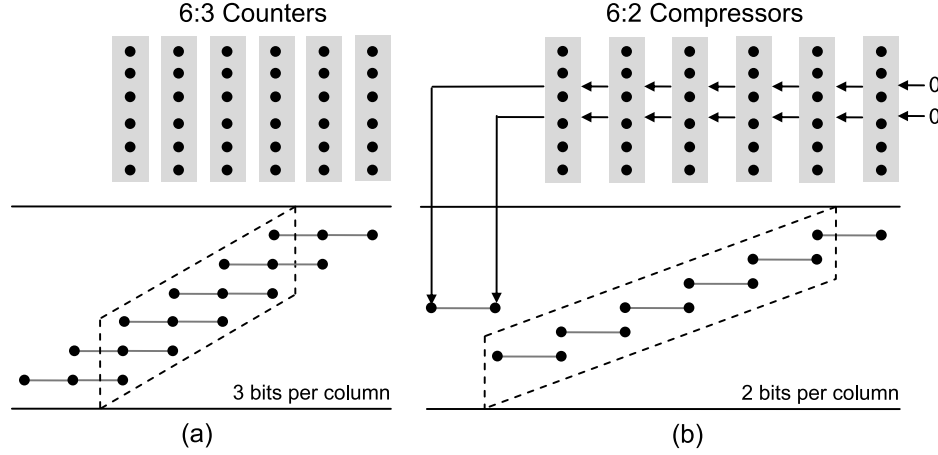 6:3 Counters
6:2 Compressors
0
0
3 bits per column
2 bits per column
(a)
(b)